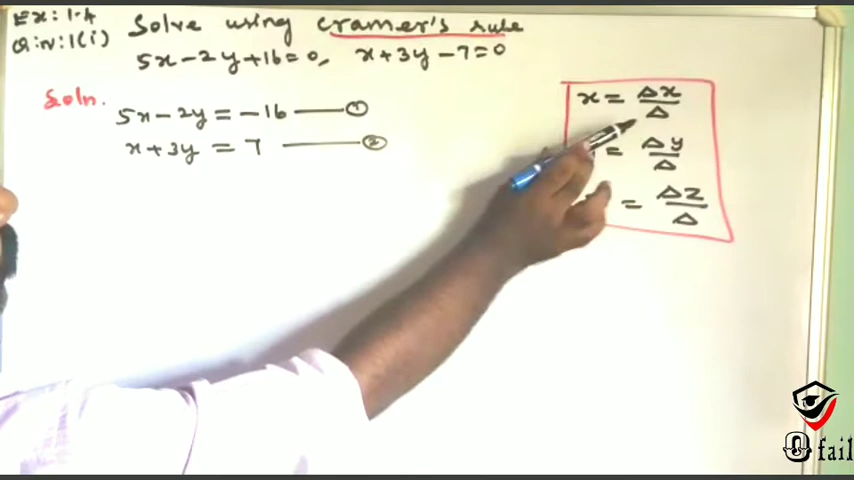 Ex: 1.4
Q:N:1(i)
Solve using cramer's rule
5x-2y+16=0, x+3y-7=0
Soln.
5x-2y = -16 —— ①
x+3y = 7 —— ②
x = Δx/Δ
= Δy/Δ
= Δz/Δ
0 fail